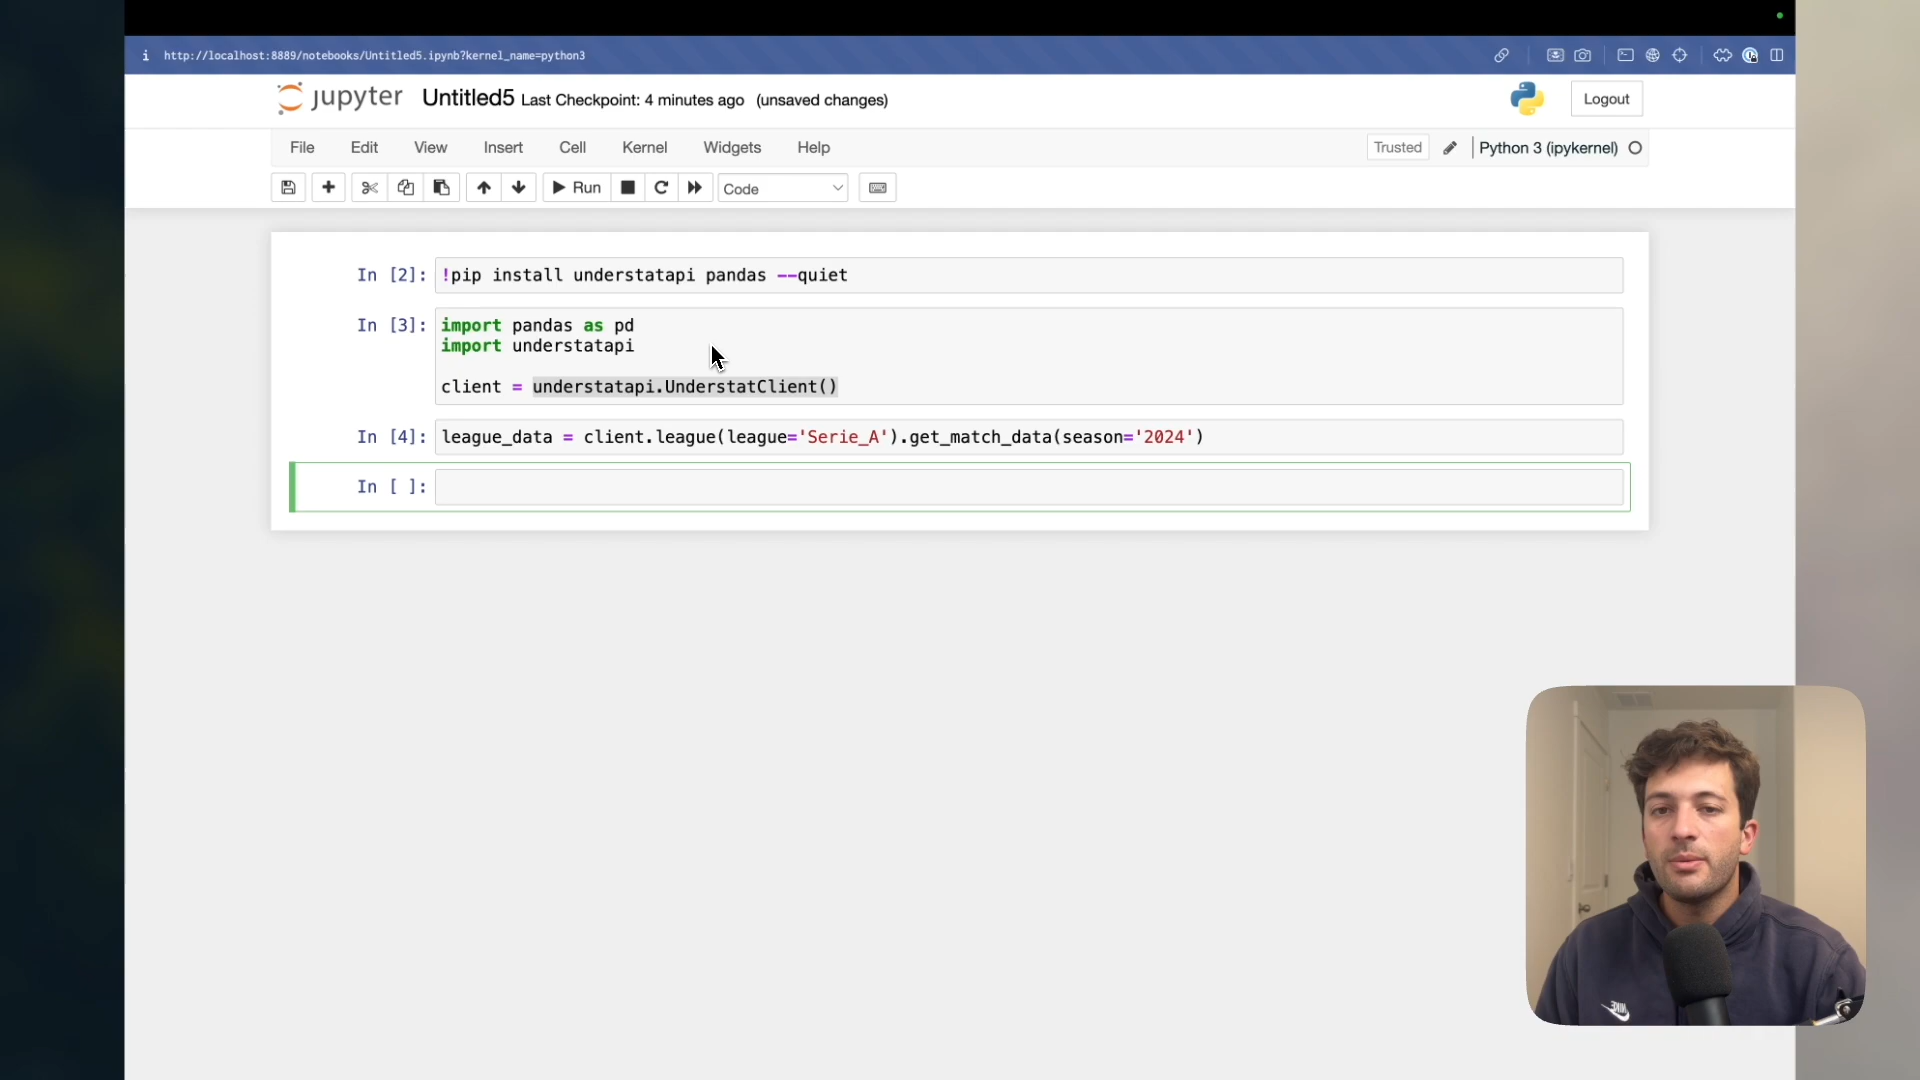 i http://localhost:8889/notebooks/Untitled5.ipynb?kernel_name=python3
jupyter Untitled5 Last Checkpoint: 4 minutes ago (unsaved changes)
Logout
File Edit View Insert Cell Kernel Widgets Help
Trusted Python 3 (ipykernel)
Run Code
In [2]: !pip install understatapi pandas --quiet
In [3]: import pandas as pd
import understatapi
client = understatapi.UnderstatClient()
In [4]: league_data = client.league(league='Serie_A').get_match_data(season='2024')
In [ ]:
NIKE